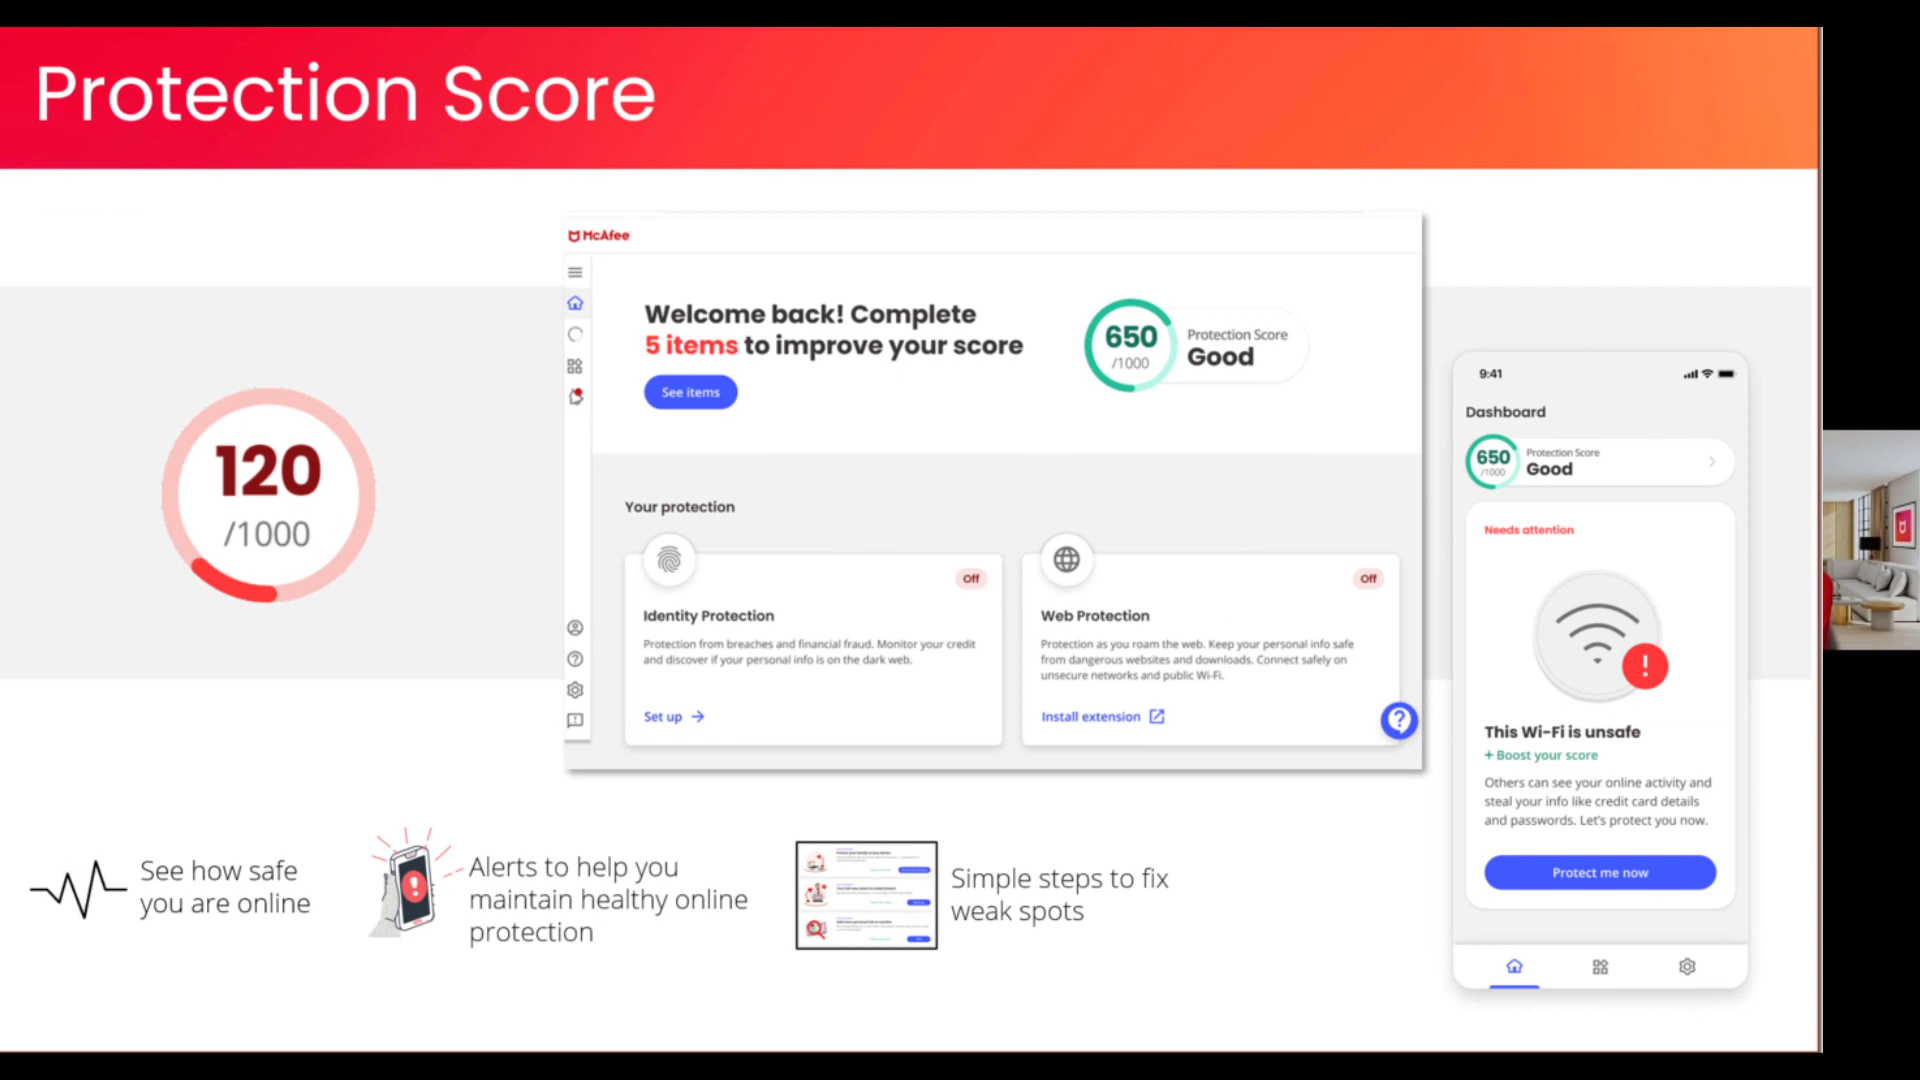 Protection Score
McAfee
Welcome back! Complete
5 items to improve your score
See items
650
/1000
Protection Score
Good
120
/1000
Your protection
Off
Identity Protection
Protection from breaches and financial fraud. Monitor your credit
and discover if your personal info is on the dark web.
Set up
Off
Web Protection
Protection as you roam the web. Keep your personal info safe
from dangerous websites and downloads. Connect safely on
unsecure networks and public Wi-Fi.
Install extension
9:41
Dashboard
650
/1000
Protection Score
Good
Needs attention
This Wi-Fi is unsafe
+ Boost your score
Others can see your online activity and
steal your info like credit card details
and passwords. Let's protect you now.
Protect me now
See how safe
you are online
Alerts to help you
maintain healthy online
protection
Simple steps to fix
weak spots